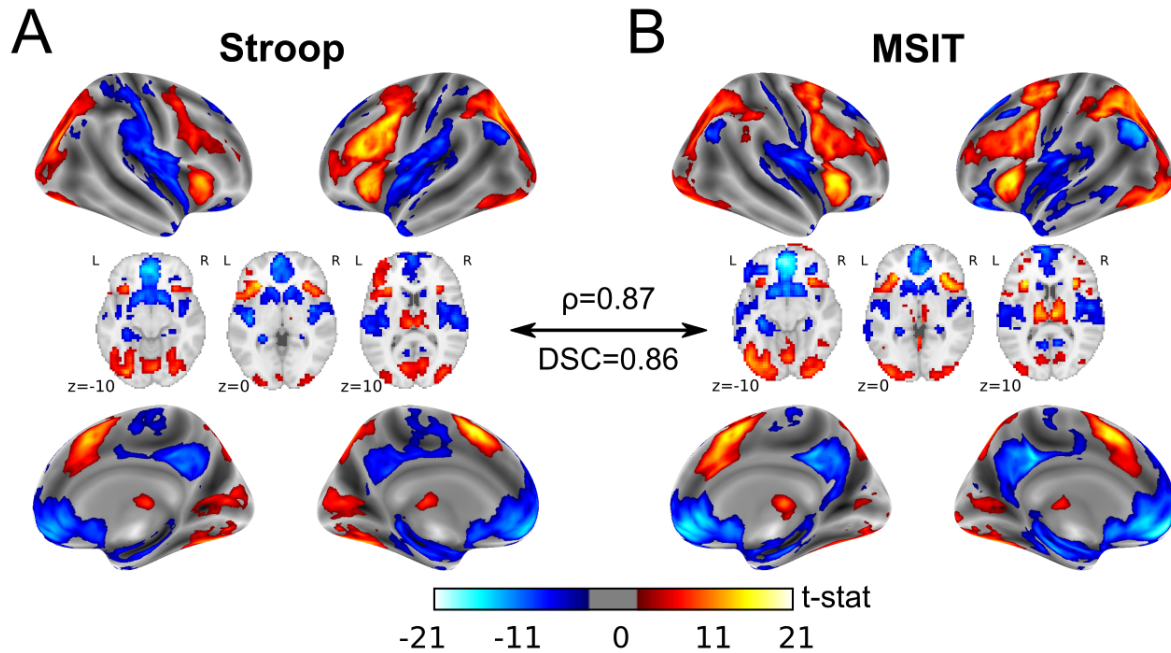 A
Stroop
B
MSIT
L R L R L R
z=-10 z=0 z=10
ρ=0.87
DSC=0.86
L R L R L R
z=-10 z=0 z=10
t-stat
-21 -11 0 11 21